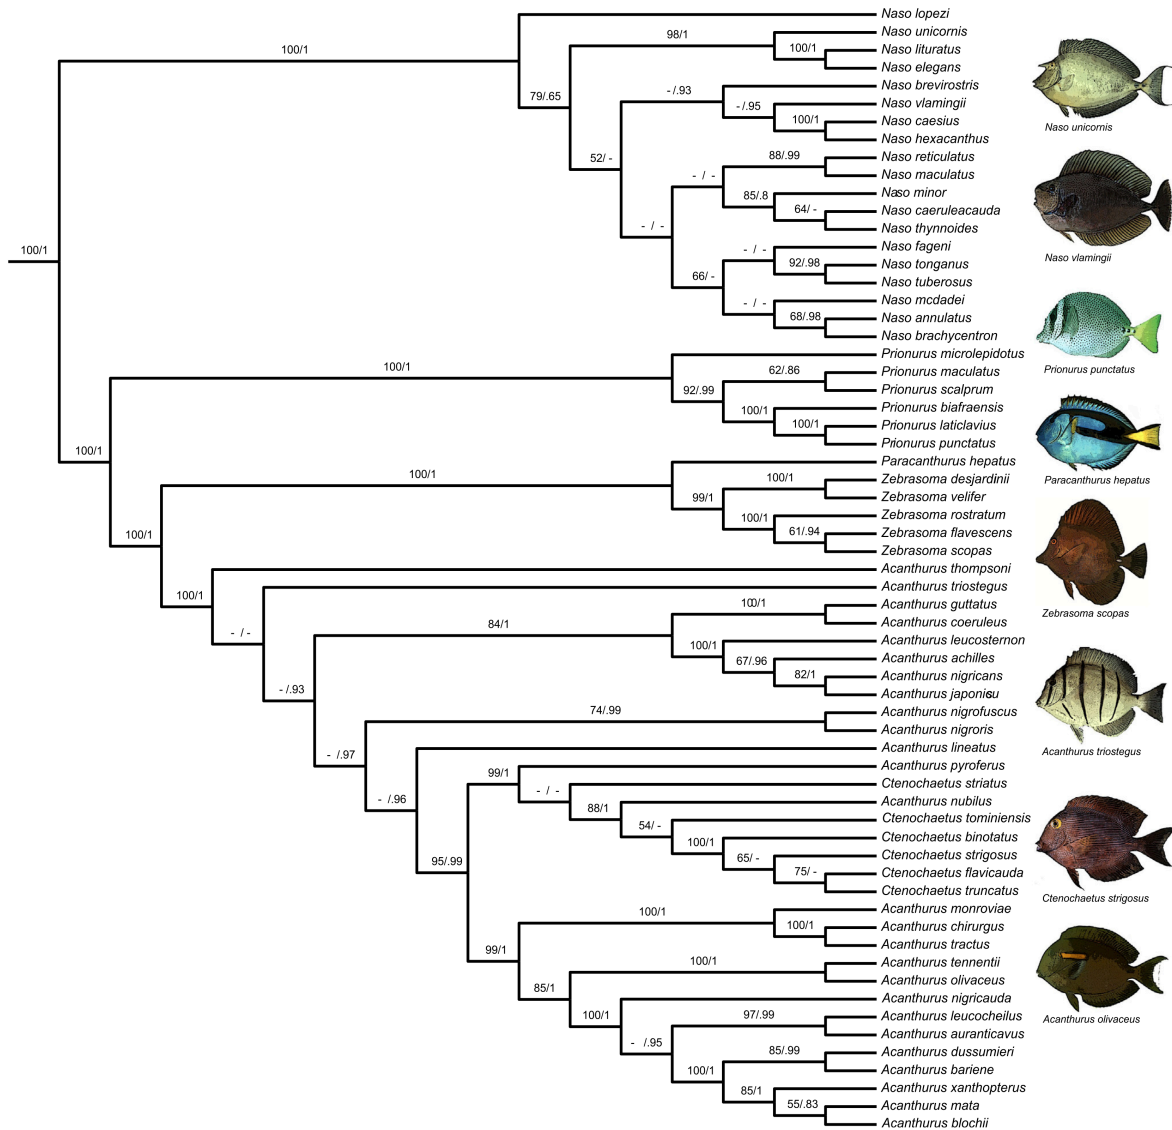 Naso lopezi
Naso unicornis
Naso lituratus
Naso elegans
Naso brevirostris
Naso vlamingii
Naso caesius
Naso hexacanthus
Naso reticulatus
Naso maculatus
Naso minor
Naso caeruleacauda
Naso thynnoides
Naso fageni
Naso tonganus
Naso tuberosus
Naso mcdadei
Naso annulatus
Naso brachycentron
Prionurus microlepidotus
Prionurus maculatus
Prionurus scalprum
Prionurus biafraensis
Prionurus laticlavius
Prionurus punctatus
Paracanthurus hepatus
Zebrasoma desjardinii
Zebrasoma velifer
Zebrasoma rostratum
Zebrasoma flavescens
Zebrasoma scopas
Acanthurus thompsoni
Acanthurus triostegus
Acanthurus guttatus
Acanthurus coeruleus
Acanthurus leucosternon
Acanthurus achilles
Acanthurus nigricans
Acanthurus japonicus
Acanthurus nigrofuscus
Acanthurus nigroris
Acanthurus lineatus
Acanthurus pyroferus
Ctenochaetus striatus
Acanthurus nubilus
Ctenochaetus tominiensis
Ctenochaetus binotatus
Ctenochaetus strigosus
Ctenochaetus flavicauda
Ctenochaetus truncatus
Acanthurus monroviae
Acanthurus chirurgus
Acanthurus tractus
Acanthurus tennentii
Acanthurus olivaceus
Acanthurus nigricauda
Acanthurus leucocheilus
Acanthurus auranticavus
Acanthurus dussumieri
Acanthurus bariene
Acanthurus xanthopterus
Acanthurus mata
Acanthurus blochii
98/1
100/1
100/1
- /.93
79/.65
- /.95
100/1
88/.99
52/ -
- / -
85/.8
64/ -
- / -
- / -
100/1
92/.98
66/ -
- / -
68/.98
100/1
62/.86
92/.99
100/1
100/1
100/1
100/1
100/1
99/1
100/1
61/.94
100/1
100/1
100/1
84/1
- / -
100/1
67/.96
82/1
- /.93
74/.99
- /.97
99/1
- / -
- /.96
88/1
54/ -
100/1
65/ -
95/.99
75/ -
100/1
100/1
99/1
100/1
85/1
100/1
97/.99
- /.95
85/.99
100/1
85/1
55/.83
Naso unicornis
Naso vlamingii
Prionurus punctatus
Paracanthurus hepatus
Zebrasoma scopas
Acanthurus triostegus
Ctenochaetus strigosus
Acanthurus olivaceus